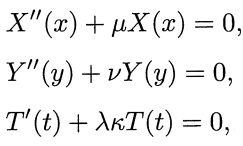 X′′(x) + μX(x) = 0,
Y′′(y) + νY(y) = 0,
T′(t) + λκT(t) = 0,